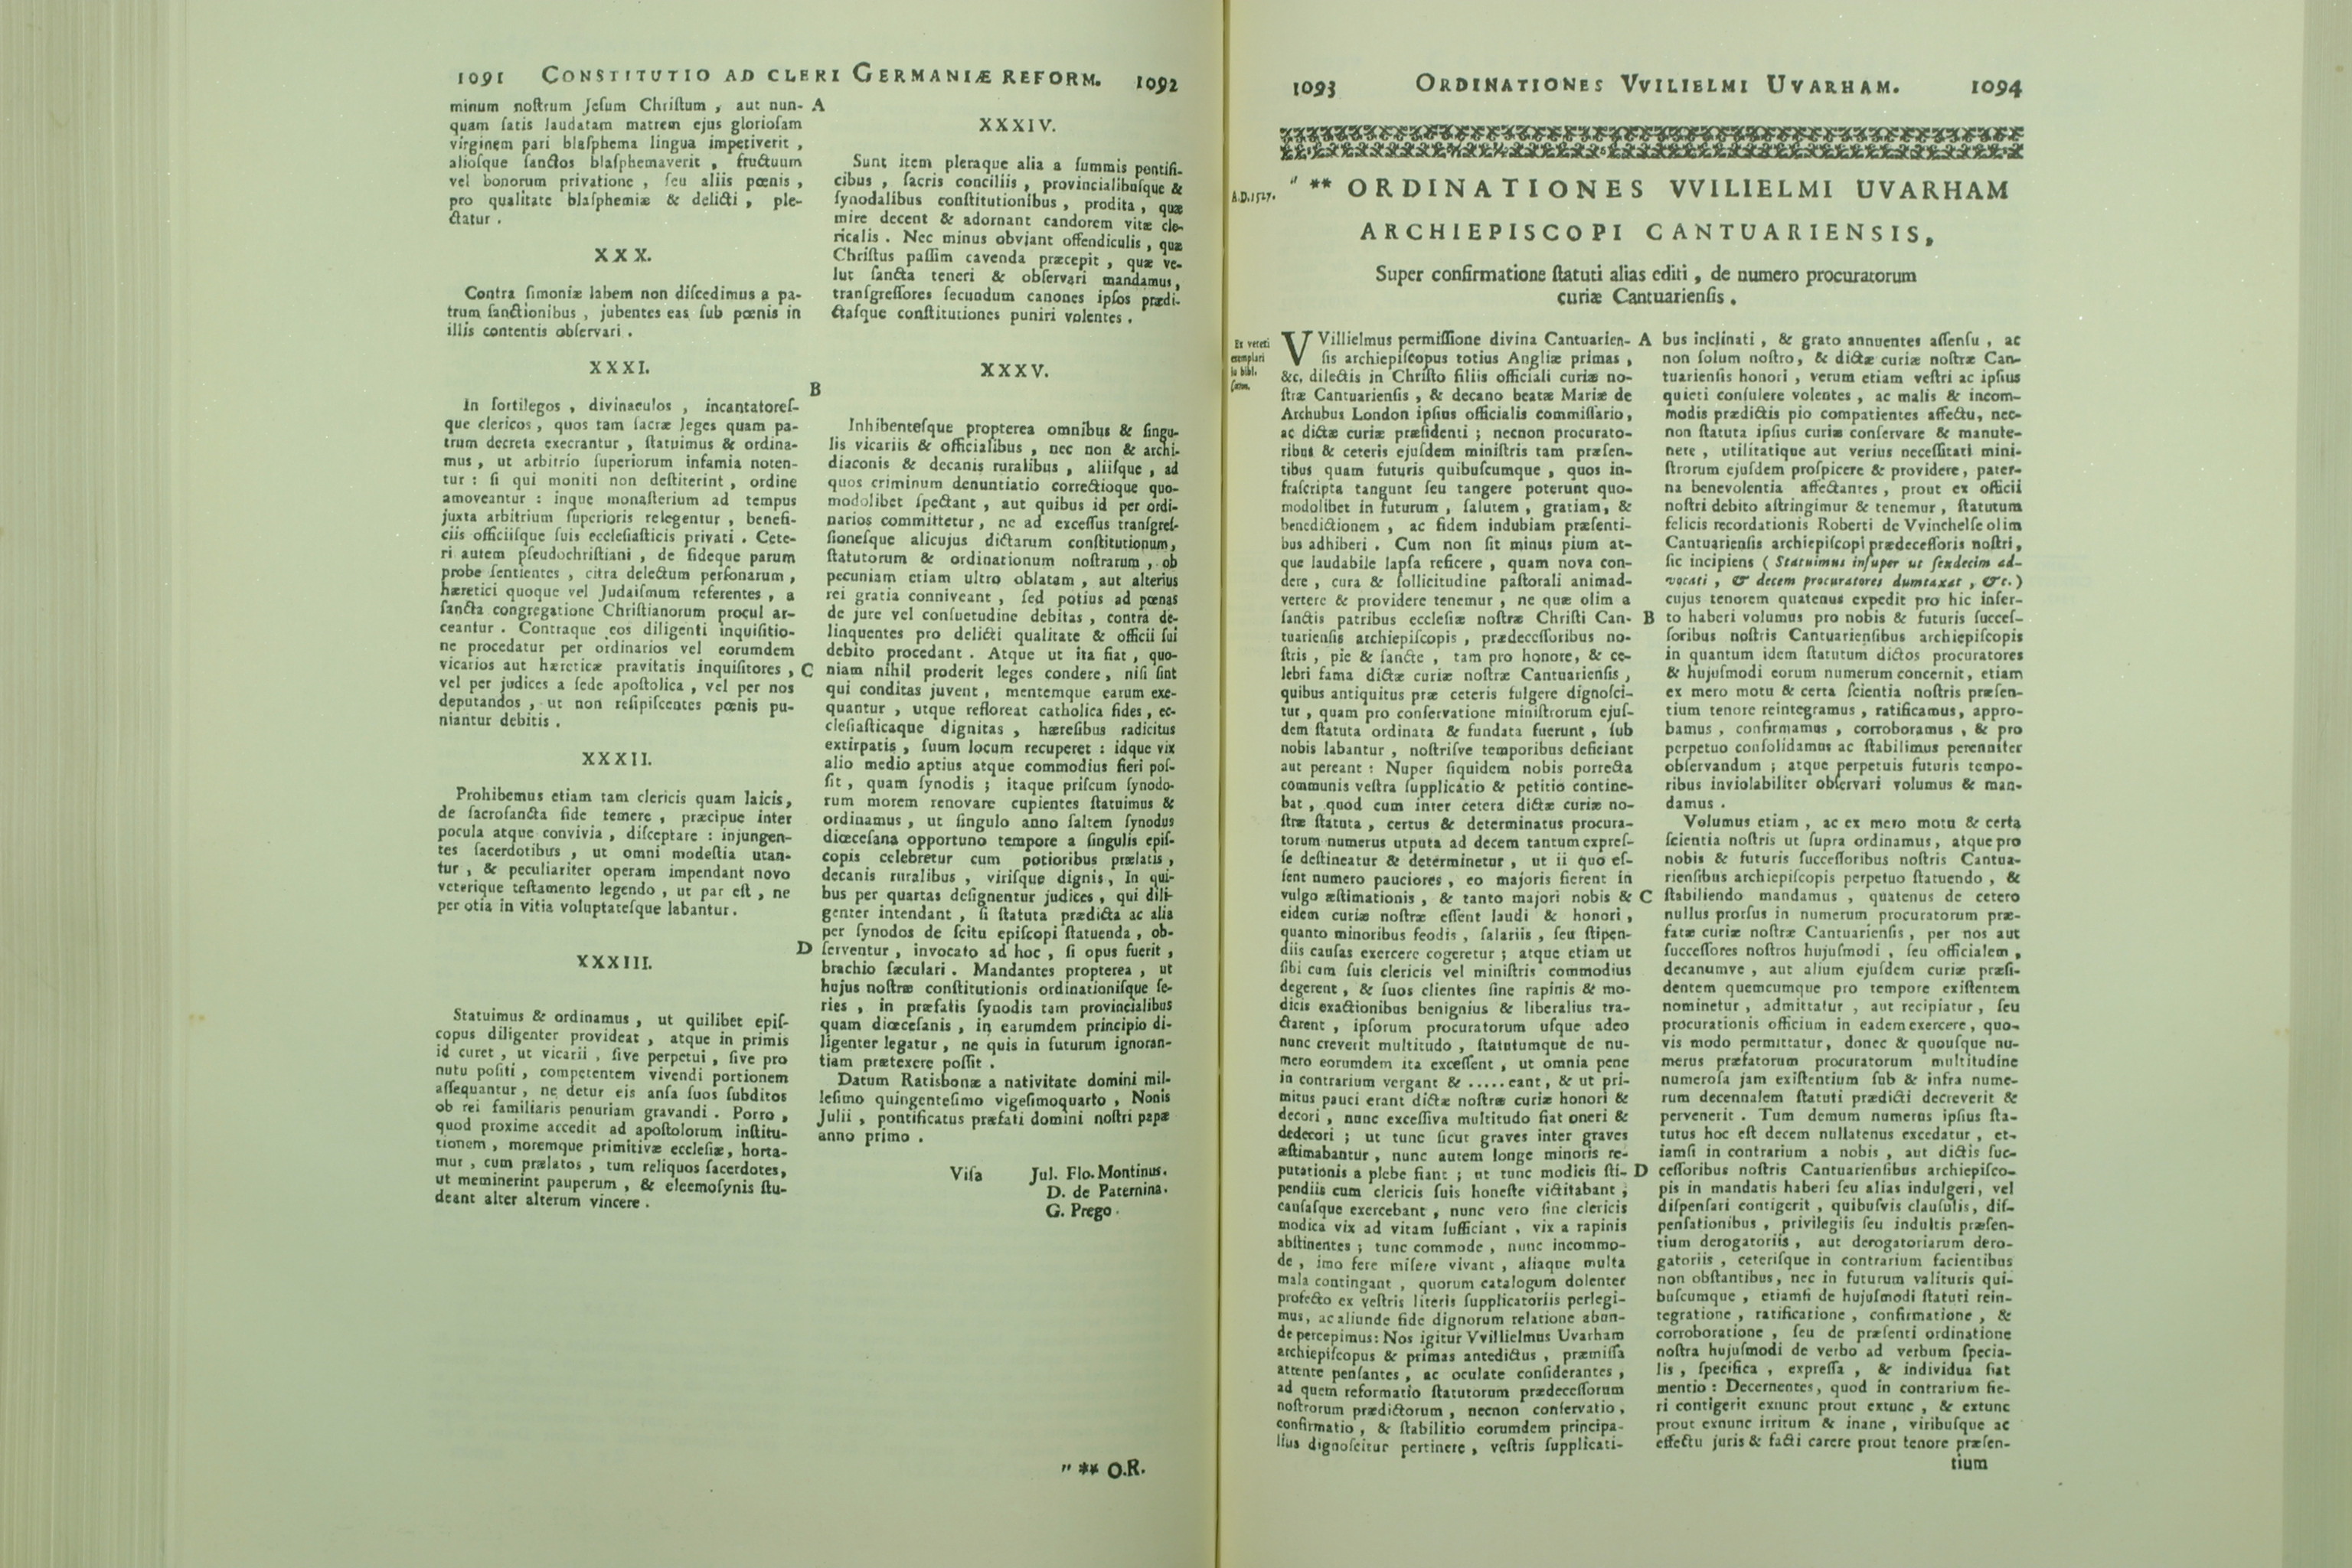 1091 CONSTITUTIO AD CLERI GERMANIÆ REFORM. 1092
minum noſtrum Jeſum Chriſtum , aut nun-
quam ſatis laudatam matrem ejus glorioſam
virginem pari blaſphema lingua impetiverit ,
alioſque ſanctos blaſphemaverit , fructuum
vel bonorum privatione , ſeu aliis pœnis ,
pro qualitate blaſphemiæ & delicti , ple-
ctatur .
XXX.
Contra ſimoniæ labem non diſcedimus a pa-
trum ſanctionibus , jubentes eas ſub pœnis in
illis contentis obſervari .
XXXI.
In ſortilegos , divinaculos , incantatoreſ-
que clericos , quos tam ſacræ leges quam pa-
trum decreta execrantur , ſtatuimus & ordina-
mus , ut arbitrio ſuperiorum infamia noten-
tur : ſi qui moniti non deſtiterint , ordine
amoveantur : inque monaſterium ad tempus
juxta arbitrium ſuperioris relegentur , benefi-
ciis officiiſque ſuis eccleſiaſticis privati . Cete-
ri autem pſeudochriſtiani , de fideque parum
probe ſentientes , citra delectum perſonarum ,
hæretici quoque vel Judaiſmum referentes , a
ſancta congregatione Chriſtianorum procul ar-
ceantur . Contraque eos diligenti inquiſitio-
ne procedatur per ordinarios vel eorumdem
vicarios aut hæreticæ pravitatis inquiſitores ,
vel per judices a ſede apoſtolica , vel per nos
deputandos , ut non reſipiſcentes pœnis pu-
niantur debitis .
XXXII.
Prohibemus etiam tam clericis quam laicis,
de ſacroſancta fide temere , præcipue inter
pocula atque convivia , diſceptare : injungen-
tes ſacerdotibus , ut omni modeſtia utan-
tur , & peculiariter operam impendant novo
veterique teſtamento legendo , ut par eſt , ne
per otia in vitia voluptateſque labantur .
XXXIII.
Statuimus & ordinamus , ut quilibet epiſ-
copus diligenter provideat , atque in primis
id curet , ut vicarii , ſive perpetui , ſive pro
nutu poſiti , competentem vivendi portionem
aſſequantur , ne detur eis anſa ſuos ſubditos
ob rei familiaris penuriam gravandi . Porro ,
quod proxime accedit ad apoſtolorum inſtitu-
tionem , moremque primitivæ eccleſiæ, horta-
mur , cum prælatos , tum reliquos ſacerdotes,
ut meminerint pauperum , & eleemoſynis ſtu-
deant alter alterum vincere .
A
B
C
D
XXXIV.
Sunt item pleraque alia a ſummis pontifi-
cibus , ſacris conciliis , provincialibuſque &
ſynodalibus conſtitutionibus , prodita , quæ
mire decent & adornant candorem vitæ cle-
ricalis . Nec minus obviant offendiculis , quæ
Chriſtus paſſim cavenda præcepit , quæ ve-
lut ſancta teneri & obſervari mandamus,
tranſgreſſores ſecundum canones ipſos prædi-
ctaſque conſtitutiones puniri volentes .
XXXV.
Inhibenteſque propterea omnibus & ſingu-
lis vicariis & officialibus , nec non & archi-
diaconis & decanis ruralibus , aliiſque , ad
quos criminum denuntiatio correctioque quo-
modolibet ſpectant , aut quibus id per ordi-
narios committetur , ne ad exceſſus tranſgreſ-
ſioneſque alicujus dictarum conſtitutionum,
ſtatutorum & ordinationum noſtrarum , ob
pecuniam etiam ultro oblatam , aut alterius
rei gratia conniveant , ſed potius ad pœnas
de jure vel conſuetudine debitas , contra de-
linquentes pro delicti qualitate & officii ſui
debito procedant . Atque ut ita fiat , quo-
niam nihil proderit leges condere , niſi ſint
qui conditas juvent , mentemque earum exe-
quantur , utque refloreat catholica fides , ec-
cleſiaſticaque dignitas , hæreſibus radicitus
extirpatis , ſuum locum recuperet : idque vix
alio medio aptius atque commodius fieri poſ-
ſit , quam ſynodis ; itaque priſcum ſynodo-
rum morem renovare cupientes ſtatuimus &
ordinamus , ut ſingulo anno ſaltem ſynodus
diœceſana opportuno tempore a ſingulis epiſ-
copis celebretur cum potioribus prælatis ,
decanis ruralibus , viriſque dignis , In qui-
bus per quartas deſignentur judices , qui dili-
genter intendant , ſi ſtatuta prædicta ac alia
per ſynodos de ſcitu epiſcopi ſtatuenda , ob-
ſerventur , invocato ad hoc , ſi opus fuerit ,
brachio ſæculari . Mandantes propterea , ut
hujus noſtræ conſtitutionis ordinationiſque ſe-
ries , in præfatis ſynodis tam provincialibus
quam diœceſanis , in earumdem principio di-
ligenter legatur , ne quis in futurum ignoran-
tiam prætexere poſſit .
Datum Ratisbonæ a nativitate domini mil-
leſimo quingenteſimo vigeſimoquarto , Nonis
Julii , pontificatus præfati domini noſtri papæ
anno primo .
Viſa Jul. Flo. Montinus.
D. de Paternina.
G. Prego .
" ** O.R.
1093 ORDINATIONES VVILIELMI UVARHAM. 1094
A.D. 1527.
" ** ORDINATIONES VVILIELMI UVARHAM
ARCHIEPISCOPI CANTUARIENSIS,
Super confirmatione ſtatuti alias editi , de numero procuratorum
curiæ Cantuarienſis .
Ex veteri
exemplari
VVillielmus permiſſione divina Cantuarien-
ſis archiepiſcopus totius Angliæ primas ,
&c. dilectis in Chriſto filiis officiali curiæ no-
ſtræ Cantuarienſis , & decano beatæ Mariæ de
Archubus London ipſius officialis commiſſario,
ac dictæ curiæ præſidenti ; necnon procurato-
ribus & ceteris ejuſdem miniſtris tam præſen-
tibus quam futuris quibuſcumque , quos in-
fraſcripta tangunt ſeu tangere poterunt quo-
modolibet in futurum , ſalutem , gratiam, &
benedictionem , ac fidem indubiam præſenti-
bus adhiberi . Cum non ſit minus pium at-
que laudabile lapſa reficere , quam nova con-
dere , cura & ſollicitudine paſtorali animad-
vertere & providere tenemur , ne quæ olim a
ſanctis patribus eccleſiæ noſtræ Chriſti Can-
tuarienſis archiepiſcopis , prædeceſſoribus no-
ſtris , pie & ſancte , tam pro honore, & ce-
lebri fama dictæ curiæ noſtræ Cantuarienſis ,
quibus antiquitus præ ceteris fulgere dignoſci-
tur , quam pro conſervatione miniſtrorum ejuſ-
dem ſtatuta ordinata & fundata fuerunt , ſub
nobis labantur , noſtriſve temporibus deficiant
aut pereant : Nuper ſiquidem nobis porrecta
communis veſtra ſupplicatio & petitio contine-
bat , quod cum inter cetera dictæ curiæ no-
ſtræ ſtatuta , certus & determinatus procura-
torum numerus utputa ad decem tantum expreſ-
ſe deſtineatur & determinetur , ut ii quo eſ-
ſent numero pauciores , eo majoris fierent in
vulgo æſtimationis , & tanto majori nobis &
eidem curiæ noſtræ eſſent laudi & honori ,
quanto minoribus feodis , ſalariis , ſeu ſtipen-
diis cauſas exercere cogeretur ; atque etiam ut
ſibi cum ſuis clericis vel miniſtris commodius
degerent , & ſuos clientes ſine rapinis & mo-
dicis exactionibus benignius & liberalius tra-
ctarent , ipſorum procuratorum uſque adeo
nunc creverit multitudo , ſtatutumque de nu-
mero eorumdem ita exceſſent , ut omnia pene
in contrarium vergant & ..... eant , & ut pri-
mitus pauci erant dictæ noſtræ curiæ honori &
decori , nunc exceſſiva multitudo fiat oneri &
dedecori ; ut tunc ſicut graves inter graves
æſtimabantur , nunc autem longe minoris re-
putationis a plebe fiant ; ut tunc modicis ſti-
pendiis cum clericis ſuis honeſte victitabant ;
cauſaſque exercebant , nunc vero ſine clericis
modica vix ad vitam ſufficiant , vix a rapinis
abſtinentes ; tunc commode , nunc incommo-
de , imo fere miſere vivant , aliaque multa
mala contingant , quorum catalogum dolenter
profecto ex veſtris literis ſupplicatoriis perlegi-
mus, ac aliunde fide dignorum relatione abun-
de percepimus: Nos igitur Vvillielmus Uvarham
archiepiſcopus & primas antedictus , præmiſſa
attente penſantes , ac oculate conſiderantes ,
ad quem reformatio ſtatutorum prædeceſſorum
noſtrorum prædictorum , necnon conſervatio ,
confirmatio , & ſtabilitio eorumdem principa-
lius dignoſcitur pertinere , veſtris ſupplicati-
A
B
C
D
bus inclinati , & grato annuentes aſſenſu , ac
non ſolum noſtro , & dictæ curiæ noſtræ Can-
tuarienſis honori , verum etiam veſtri ac ipſius
quieti conſulere volentes , ac malis & incom-
modis prædictis pio compatientes affectu, nec-
non ſtatuta ipſius curiæ conſervare & manute-
nere , utilitatique aut verius neceſſitati mini-
ſtrorum ejuſdem proſpicere & providere, pater-
na benevolentia affectantes , prout ex officii
noſtri debito aſtringimur & tenemur , ſtatutum
felicis recordationis Roberti de Vvinchelſe olim
Cantuarienſis archiepiſcopi prædeceſſoris noſtri,
ſic incipiens ( Statuimus inſuper ut ſexdecim ad-
vocati , & decem procuratores dumtaxat , &c.)
cujus tenorem quatenus expedit pro hic inſer-
to haberi volumus pro nobis & futuris ſucceſ-
ſoribus noſtris Cantuarienſibus archiepiſcopis
in quantum idem ſtatutum dictos procuratores
& hujuſmodi eorum numerum concernit, etiam
ex mero motu & certa ſcientia noſtris præſen-
tium tenore reintegramus , ratificamus, appro-
bamus , confirmamus , corroboramus , & pro
perpetuo conſolidamus ac ſtabilimus perenniter
obſervandum ; atque perpetuis futuris tempo-
ribus inviolabiliter obſervari volumus & man-
damus .
Volumus etiam , ac ex mero motu & certa
ſcientia noſtris ut ſupra ordinamus, atque pro
nobis & futuris ſucceſſoribus noſtris Cantua-
rienſibus archiepiſcopis perpetuo ſtatuendo , &
ſtabiliendo mandamus , quatenus de cetero
nullus prorſus in numerum procuratorum præ-
fatæ curiæ noſtræ Cantuarienſis , per nos aut
ſucceſſores noſtros hujuſmodi , ſeu officialem ,
decanumve , aut alium ejuſdem curiæ præſi-
dentem quemcumque pro tempore exiſtentem
nominetur , admittatur , aut recipiatur , ſeu
procurationis officium in eadem exercere , quo-
vis modo permittatur , donec & quouſque nu-
merus præfatorum procuratorum multitudine
numeroſa jam exiſtentium ſub & infra nume-
rum decennalem ſtatuti prædicti decreverit &
pervenerit . Tum demum numerus ipſius ſta-
tutus hoc eſt decem nullatenus excedatur , et-
iamſi in contrarium a nobis , aut dictis ſuc-
ceſſoribus noſtris Cantuarienſibus archiepiſco-
pis in mandatis haberi ſeu alias indulgeri, vel
diſpenſari contigerit , quibuſvis clauſulis, diſ-
penſationibus , privilegiis ſeu indultis præſen-
tium derogatoriis , aut derogatoriarum dero-
gatoriis , ceteriſque in contrarium facientibus
non obſtantibus, nec in futurum valituris qui-
buſcumque , etiamſi de hujuſmodi ſtatuti rein-
tegratione , ratificatione , confirmatione , &
corroboratione , ſeu de præſenti ordinatione
noſtra hujuſmodi de verbo ad verbum ſpecia-
lis , ſpecifica , expreſſa , & individua fiat
mentio : Decernentes, quod in contrarium fie-
ri contigerit exnunc prout extunc , & extunc
prout exnunc irritum & inane , viribuſque ac
effectu juris & facti carere prout tenore præſen-
tium